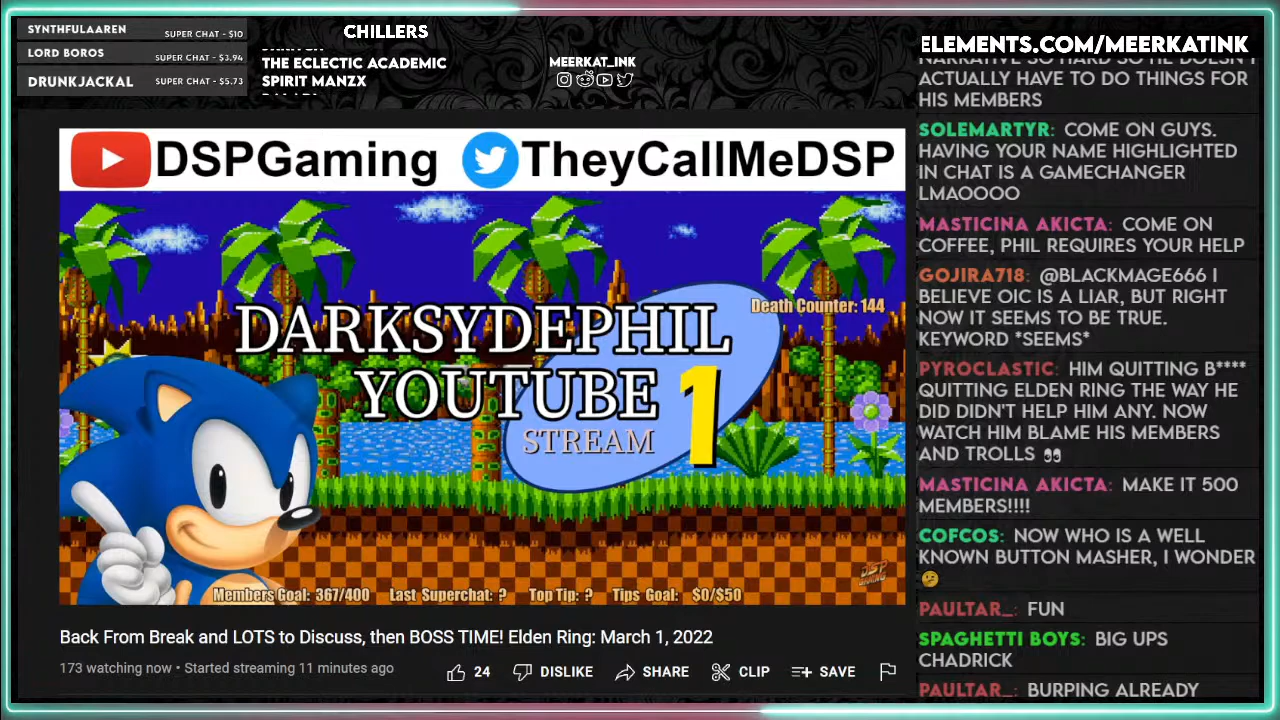 SYNTHFULAAREN SUPER CHAT - $10
LORD BOROS SUPER CHAT - $3.94
DRUNKJACKAL SUPER CHAT - $5.73
CHILLERS
THE ECLECTIC ACADEMIC
SPIRIT MANZX
MEERKAT_INK
ELEMENTS.COM/MEERKATINK
NARRATIVE SO HARD SO HE DOESN'T
ACTUALLY HAVE TO DO THINGS FOR
HIS MEMBERS
SOLEMARTYR: COME ON GUYS.
HAVING YOUR NAME HIGHLIGHTED
IN CHAT IS A GAMECHANGER
LMAOOOO
MASTICINA AKICTA: COME ON
COFFEE, PHIL REQUIRES YOUR HELP
GOJIRA718: @BLACKMAGE666 I
BELIEVE OIC IS A LIAR, BUT RIGHT
NOW IT SEEMS TO BE TRUE.
KEYWORD *SEEMS*
PYROCLASTIC: HIM QUITTING B****
QUITTING ELDEN RING THE WAY HE
DID DIDN'T HELP HIM ANY. NOW
WATCH HIM BLAME HIS MEMBERS
AND TROLLS 👀
MASTICINA AKICTA: MAKE IT 500
MEMBERS!!!!
COFCOS: NOW WHO IS A WELL
KNOWN BUTTON MASHER, I WONDER
🤔
PAULTAR_: FUN
SPAGHETTI BOYS: BIG UPS
CHADRICK
PAULTAR_: BURPING ALREADY
DSPGaming TheyCallMeDSP
Death Counter: 144
DARKSYDEPHIL
YOUTUBE 1
STREAM
DSP
GAMING
Members Goal: 367/400 Last Superchat: ? Top Tip: ? Tips Goal: $0/$50
Back From Break and LOTS to Discuss, then BOSS TIME! Elden Ring: March 1, 2022
173 watching now • Started streaming 11 minutes ago
24 DISLIKE SHARE CLIP SAVE